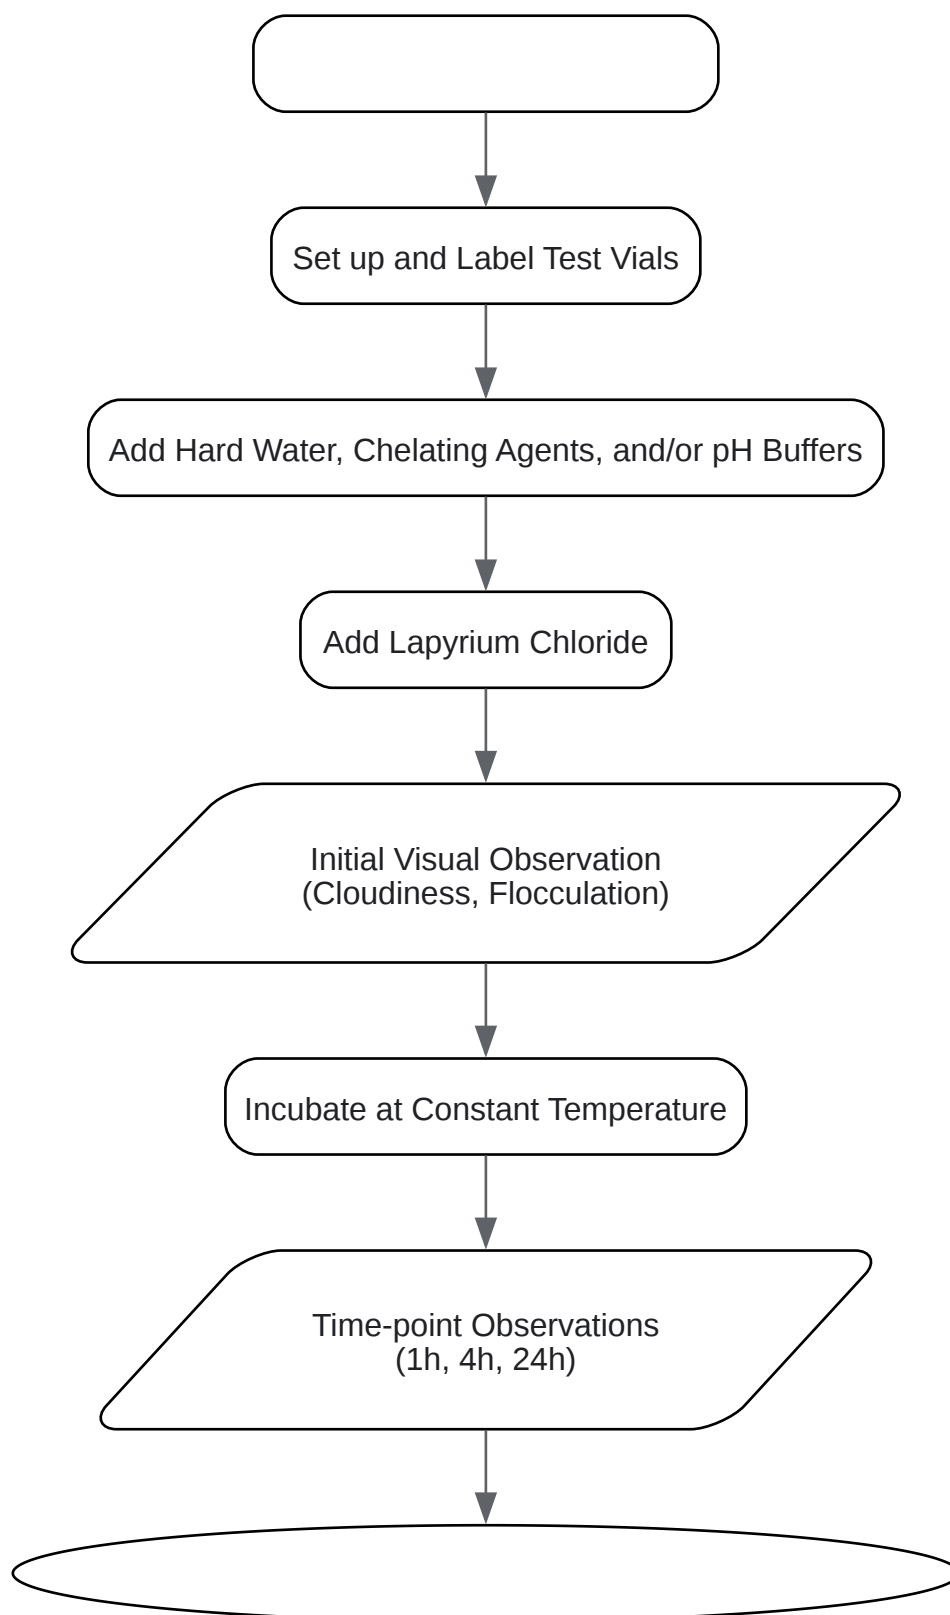 Set up and Label Test Vials
Add Hard Water, Chelating Agents, and/or pH Buffers
Add Lapyrium Chloride
Initial Visual Observation
(Cloudiness, Flocculation)
Incubate at Constant Temperature
Time-point Observations
(1h, 4h, 24h)